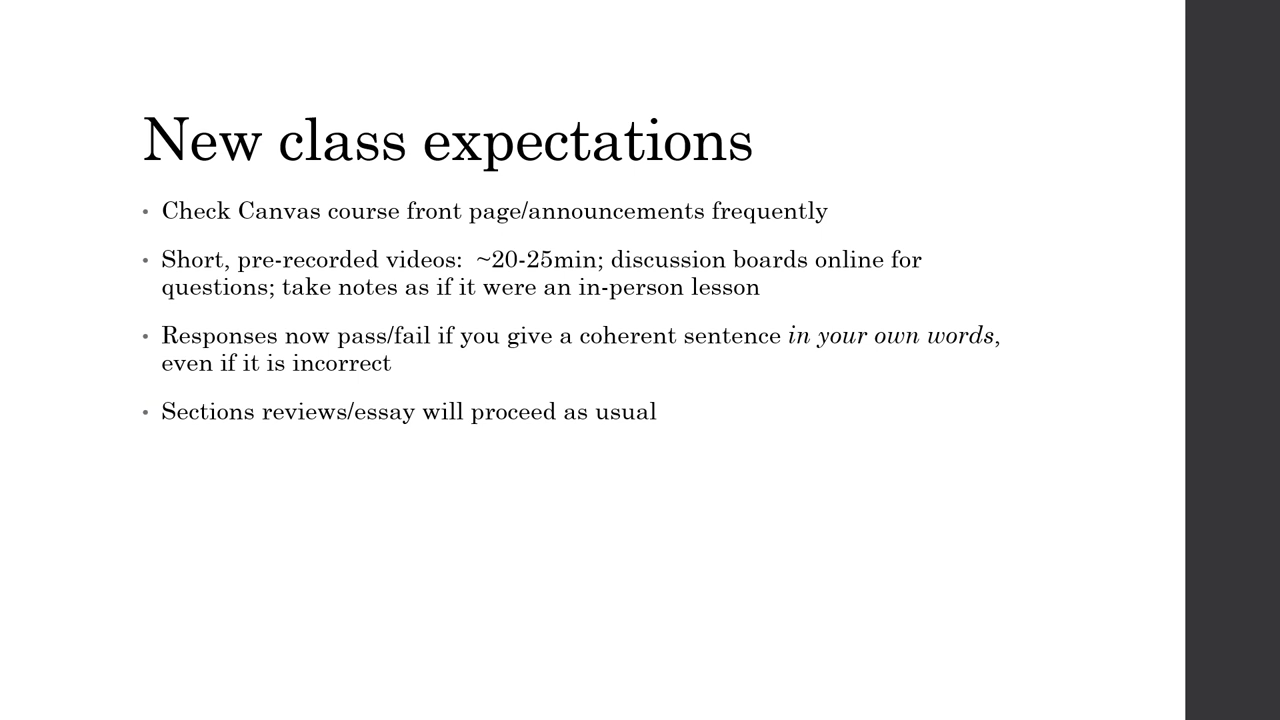 New class expectations
• Check Canvas course front page/announcements frequently
• Short, pre-recorded videos:  ~20-25min; discussion boards online for
questions; take notes as if it were an in-person lesson
• Responses now pass/fail if you give a coherent sentence in your own words,
even if it is incorrect
• Sections reviews/essay will proceed as usual